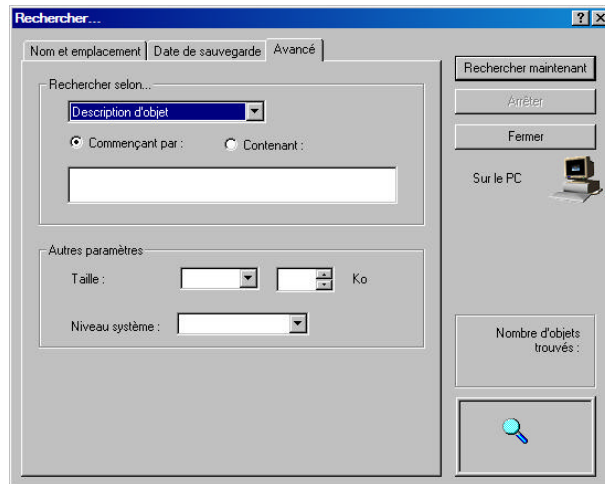 Rechercher...
Nom et emplacement Date de sauvegarde Avancé
Rechercher selon...
Description d'objet
Commençant par :
Contenant :
Autres paramètres
Taille :
Ko
Niveau système :
Rechercher maintenant
Arrêter
Fermer
Sur le PC
Nombre d'objets
trouvés :